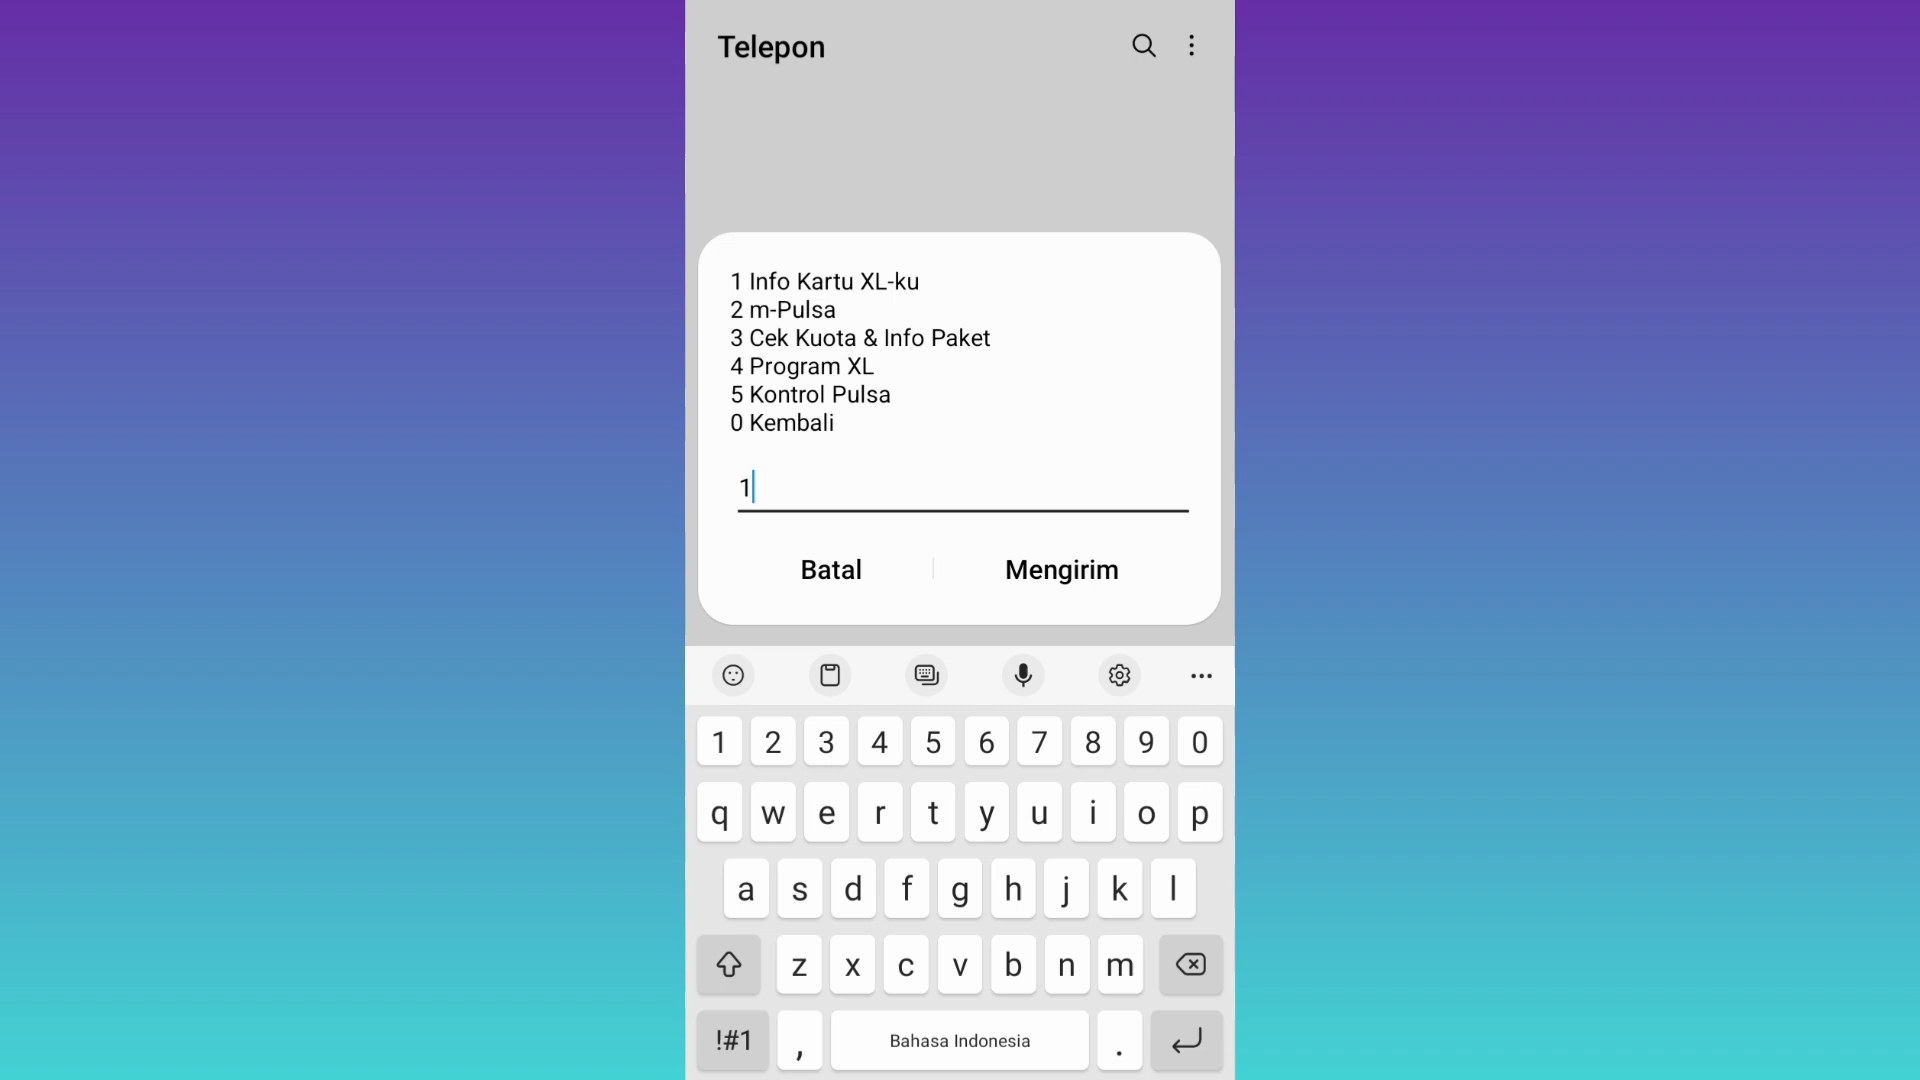 Telepon
1 Info Kartu XL-ku
2 m-Pulsa
3 Cek Kuota & Info Paket
4 Program XL
5 Kontrol Pulsa
0 Kembali
1
Batal Mengirim
1 2 3 4 5 6 7 8 9 0
q w e r t y u i o p
a s d f g h j k l
z x c v b n m
!#1 , Bahasa Indonesia .